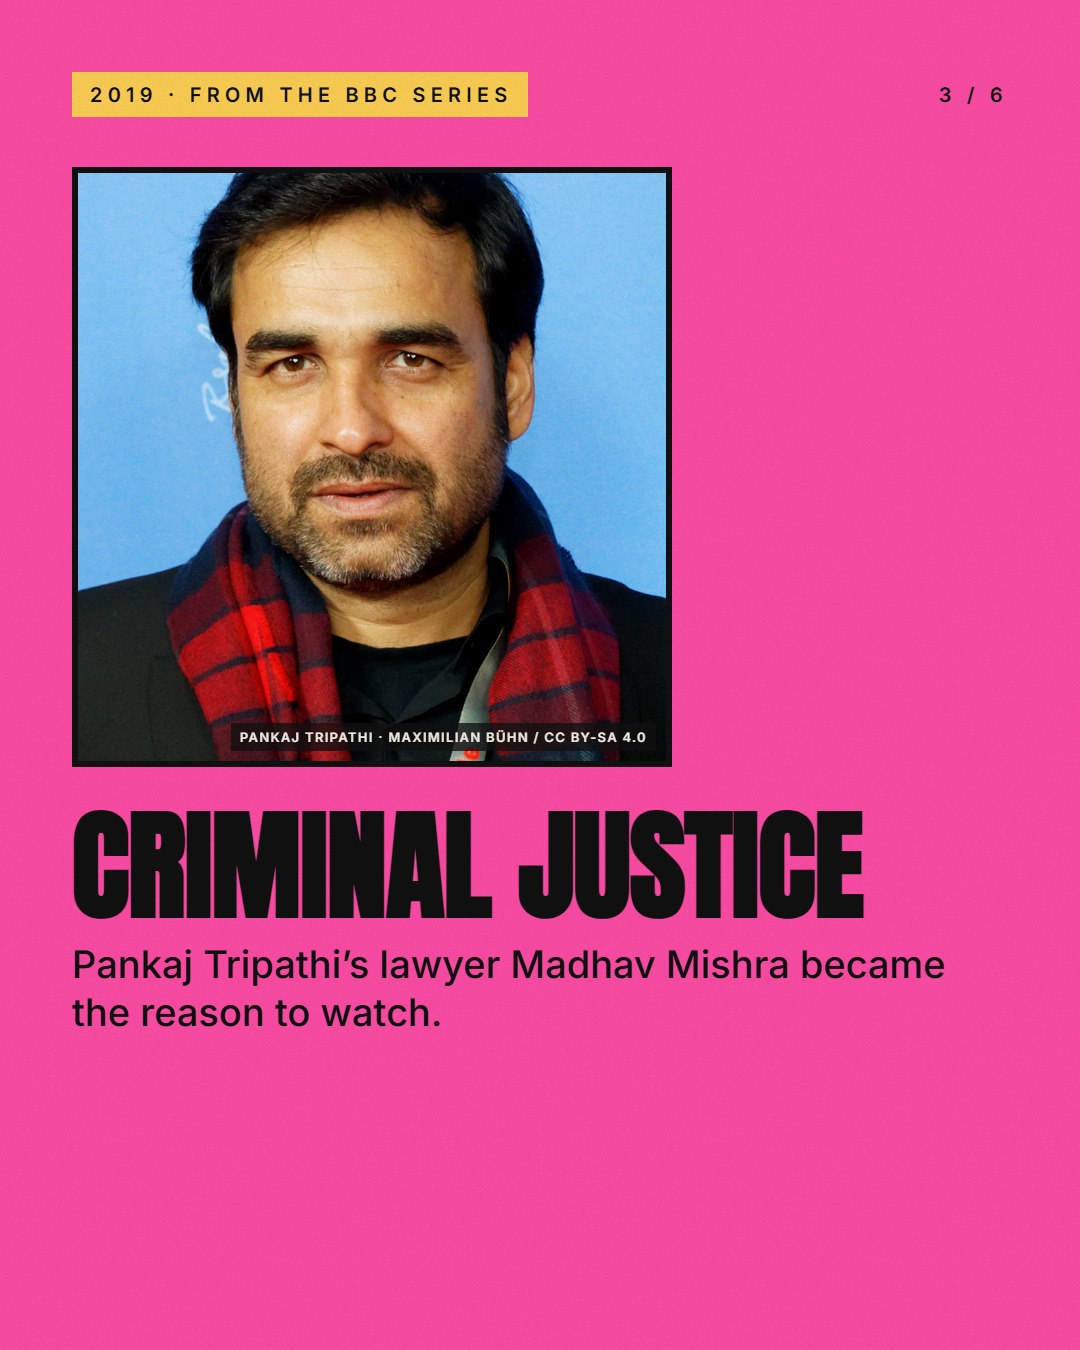 2019 · FROM THE BBC SERIES
3 / 6
PANKAJ TRIPATHI · MAXIMILIAN BÜHN / CC BY-SA 4.0
CRIMINAL JUSTICE
Pankaj Tripathi’s lawyer Madhav Mishra became
the reason to watch.